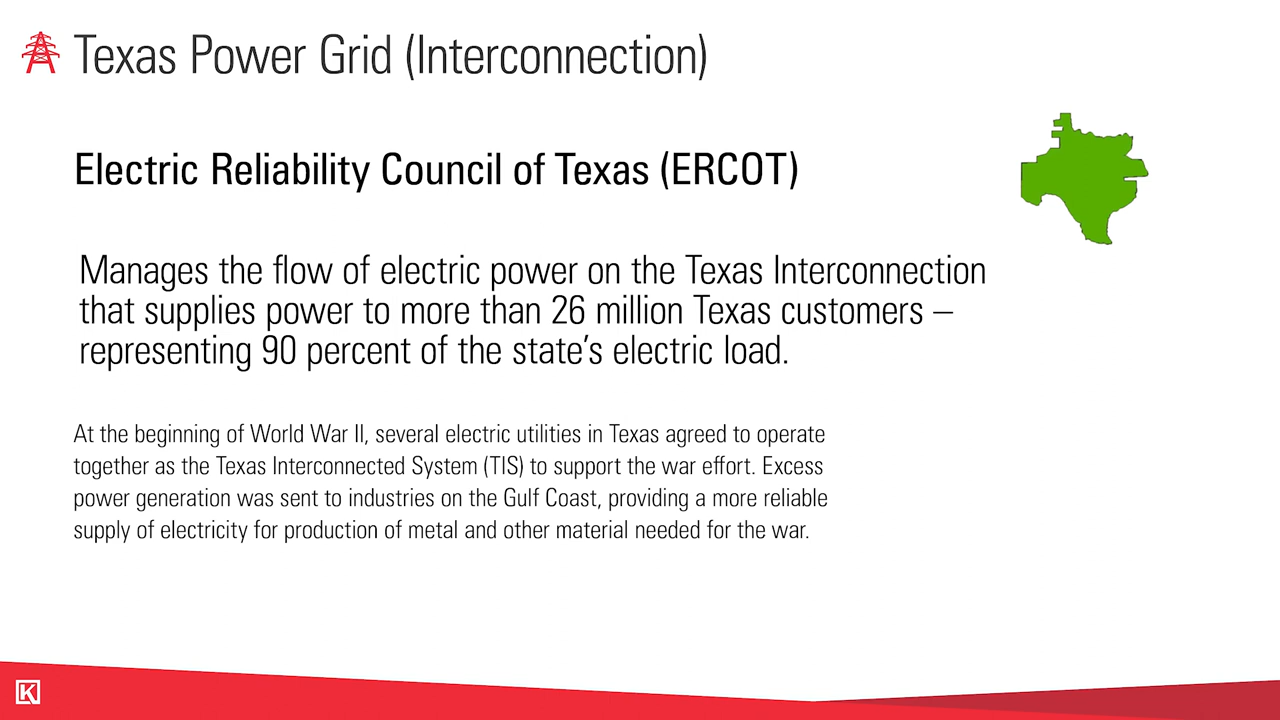 Texas Power Grid (Interconnection)
Electric Reliability Council of Texas (ERCOT)
Manages the flow of electric power on the Texas Interconnection
that supplies power to more than 26 million Texas customers –
representing 90 percent of the state's electric load.
At the beginning of World War II, several electric utilities in Texas agreed to operate
together as the Texas Interconnected System (TIS) to support the war effort. Excess
power generation was sent to industries on the Gulf Coast, providing a more reliable
supply of electricity for production of metal and other material needed for the war.
K